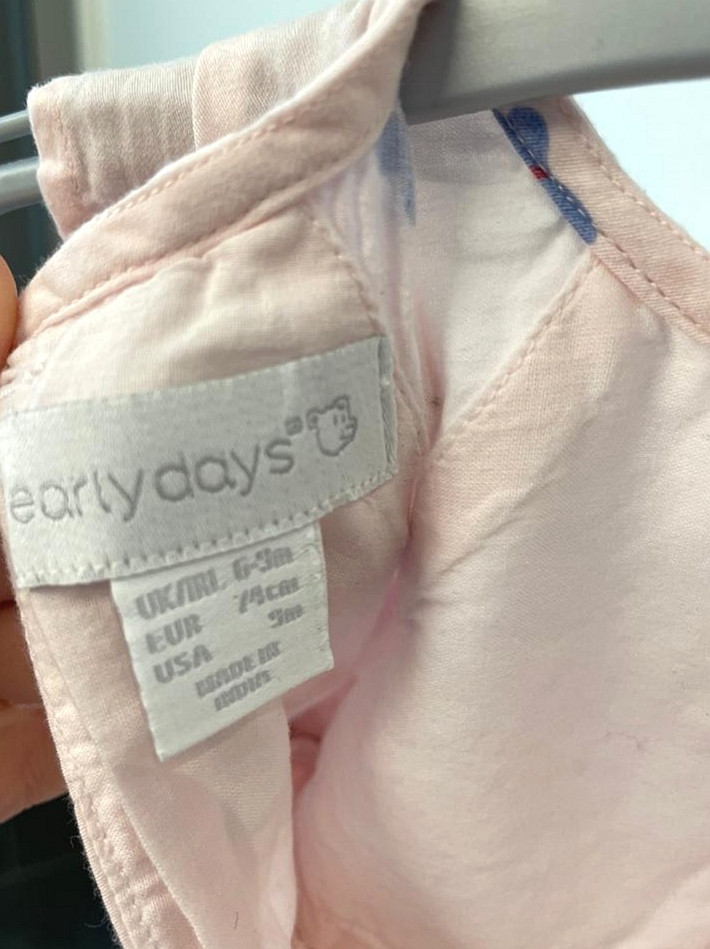 early days®
UK/IRL 6-9m
EUR 74cm
USA 9m
MADE IN
INDIA